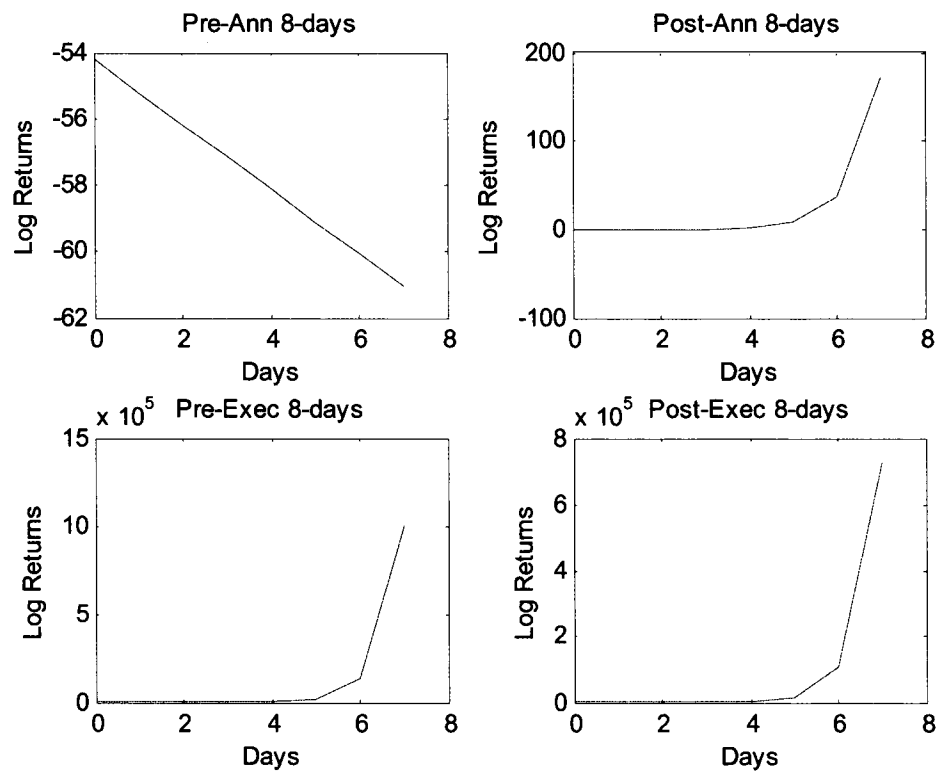 Pre-Ann 8-days
-54
-56
-58
-60
-62
Log Returns
0 2 4 6 8
Days
Post-Ann 8-days
200
100
0
-100
Log Returns
0 2 4 6 8
Days
x 10^5 Pre-Exec 8-days
15
10
5
0
Log Returns
0 2 4 6 8
Days
x 10^5 Post-Exec 8-days
8
6
4
2
0
Log Returns
0 2 4 6 8
Days